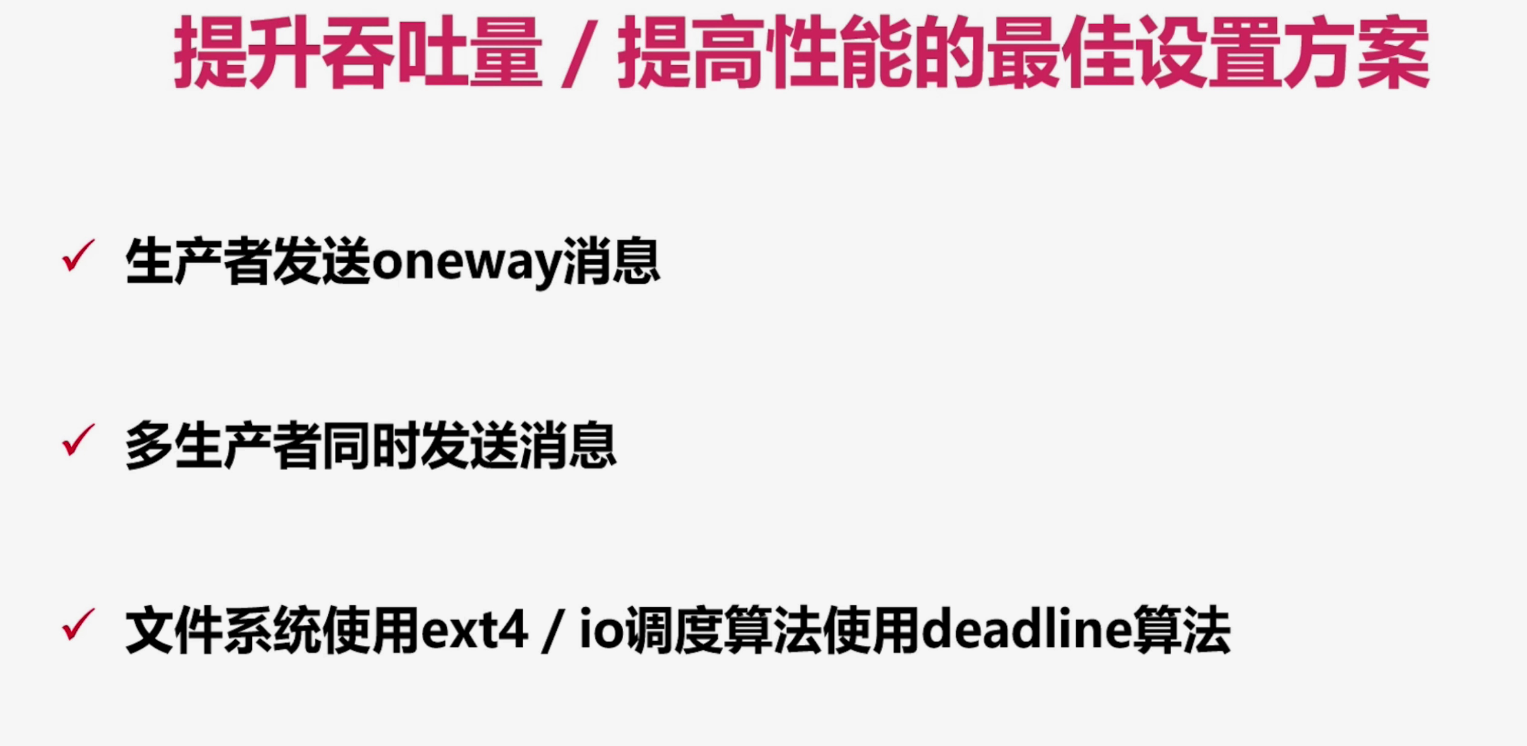 提升吞吐量 / 提高性能的最佳设置方案
生产者发送oneway消息
多生产者同时发送消息
文件系统使用ext4 / io调度算法使用deadline算法